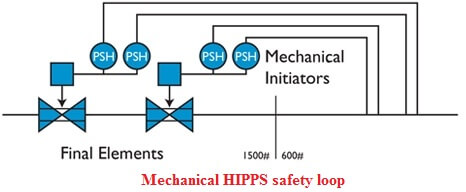 PSH PSH PSH PSH
Mechanical
Initiators
Final Elements
1500# 600#
Mechanical HIPPS safety loop